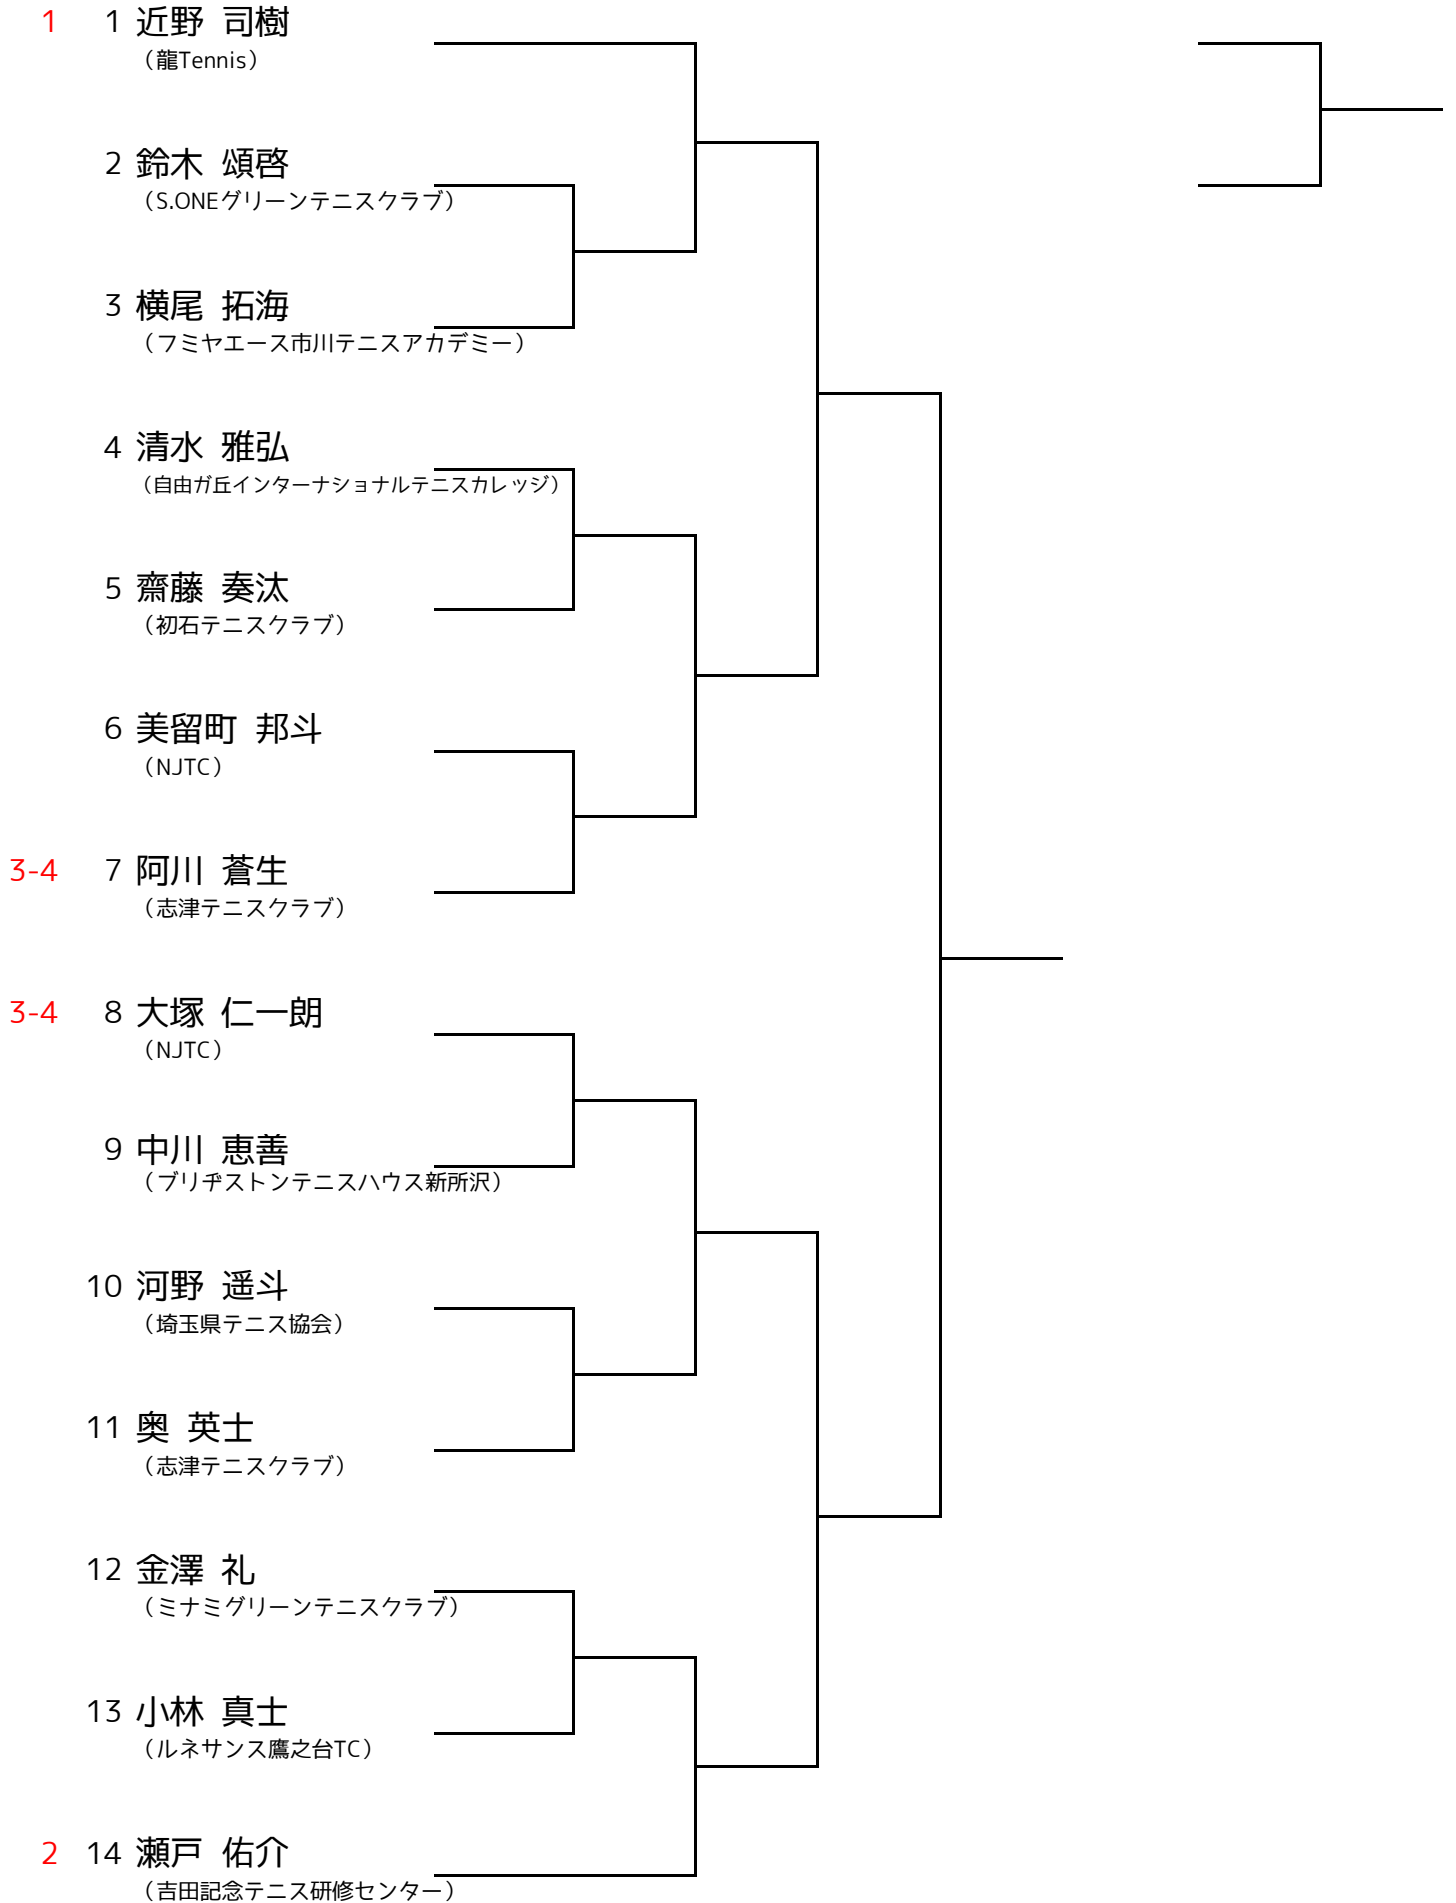 1 1 近野 司樹
（龍Tennis）
2 鈴木 頌啓
（S.ONEグリーンテニスクラブ）
3 横尾 拓海
（フミヤエース市川テニスアカデミー）
4 清水 雅弘
（自由ガ丘インターナショナルテニスカレッジ）
5 齋藤 奏汰
（初石テニスクラブ）
6 美留町 邦斗
（NJTC）
3-4 7 阿川 蒼生
（志津テニスクラブ）
3-4 8 大塚 仁一朗
（NJTC）
9 中川 恵善
（ブリヂストンテニスハウス新所沢）
10 河野 遥斗
（埼玉県テニス協会）
11 奥 英士
（志津テニスクラブ）
12 金澤 礼
（ミナミグリーンテニスクラブ）
13 小林 真士
（ルネサンス鷹之台TC）
2 14 瀬戸 佑介
（吉田記念テニス研修センター）